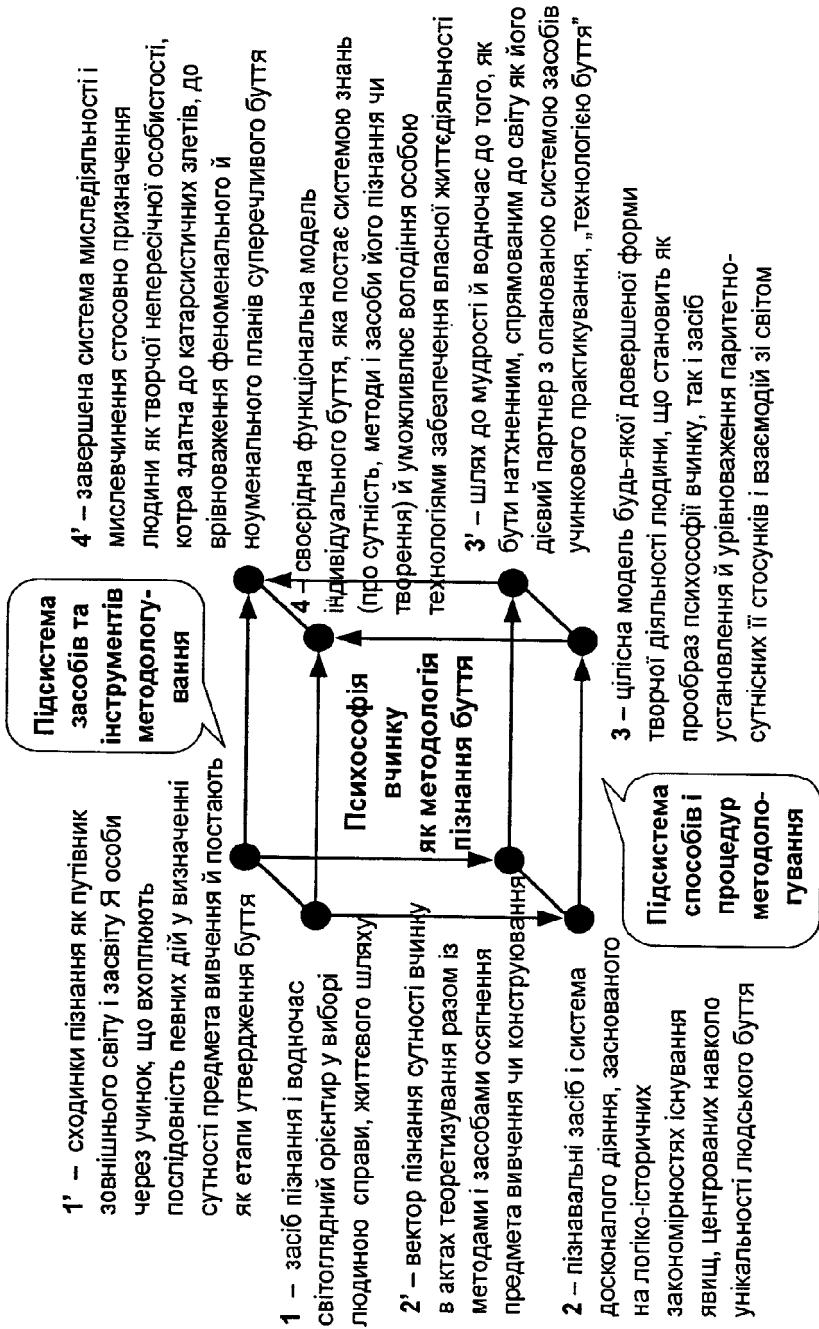 1’ – сходинки пізнання як путівник
зовнішнього світу і засвіту Я особи
через учинок, що вхоплюють
послідовність певних дій у визначенні
сутності предмета вивчення й постають
як етапи утвердження буття
1 – засіб пізнання і водночас
світоглядний орієнтир у виборі
людиною справи, життєвого шляху
2’ – вектор пізнання сутності вчинку
в актах теоретизування разом із
методами і засобами осягнення
предмета вивчення чи конструювання
2 – пізнавальні засіб і система
досконалого діяння, заснованого
на логіко-історичних
закономірностях існування
явищ, центрованих навколо
унікальності людського буття
Підсистема
засобів та
інструментів
методологу-
вання
Психософія
вчинку
як методологія
пізнання буття
Підсистема
способів і
процедур
методоло-
гування
4’ – завершена система миследіяльності і
мислевчинення стосовно призначення
людини як творчої непересічної особистості,
котра здатна до катарсистичних злетів, до
врівноваження феноменального й
ноуменального планів суперечливого буття
4 – своєрідна функціональна модель
індивідуального буття, яка постає системою знань
(про сутність, методи і засоби його пізнання чи
творення) й уможливлює володіння особою
технологіями забезпечення власної життєдіяльності
3’ – шлях до мудрості й водночас до того, як
бути натхненним, спрямованим до світу як його
дієвий партнер з опанованою системою засобів
учинкового практикування, „технологією буття”
3 – цілісна модель будь-якої довершеної форми
творчої діяльності людини, що становить як
прообраз психософії вчинку, так і засіб
установлення й урівноваження паритетно-
сутнісних її стосунків і взаємодій зі світом